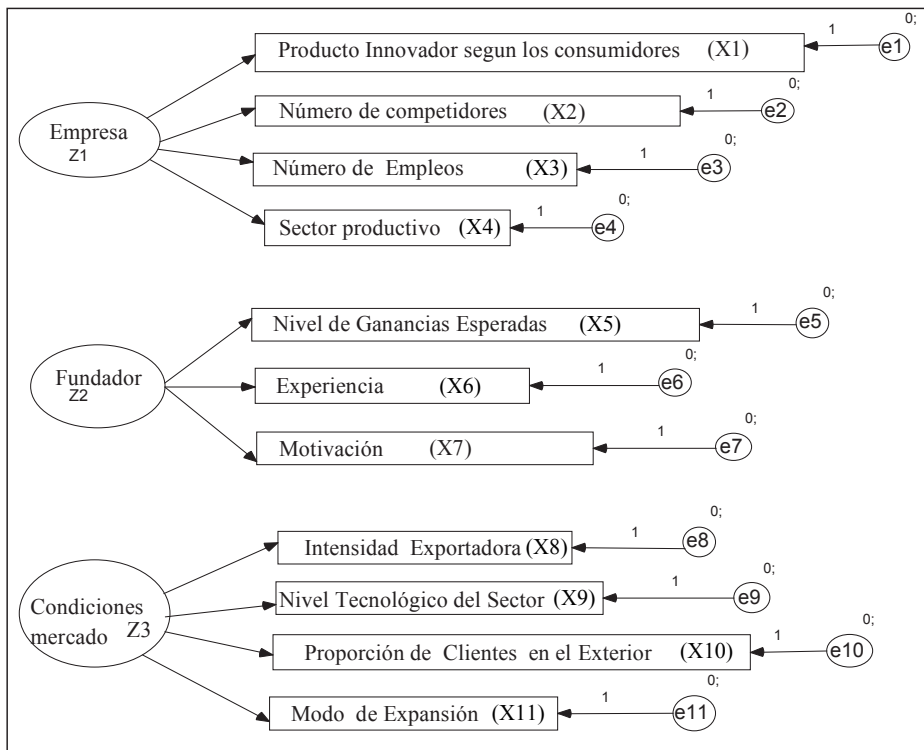 0;
1
Producto Innovador segun los consumidores (X1)
e1
0;
1
Número de competidores (X2)
e2
Empresa
Z1
0;
1
Número de Empleos (X3)
e3
0;
1
Sector productivo (X4)
e4
0;
1
Nivel de Ganancias Esperadas (X5)
e5
0;
1
Fundador
Z2
Experiencia (X6)
e6
0;
1
Motivación (X7)
e7
0;
1
Intensidad Exportadora (X8)
e8
0;
1
Nivel Tecnológico del Sector (X9)
e9
Condiciones
mercado Z3
0;
1
Proporción de Clientes en el Exterior (X10)
e10
0;
1
Modo de Expansión (X11)
e11